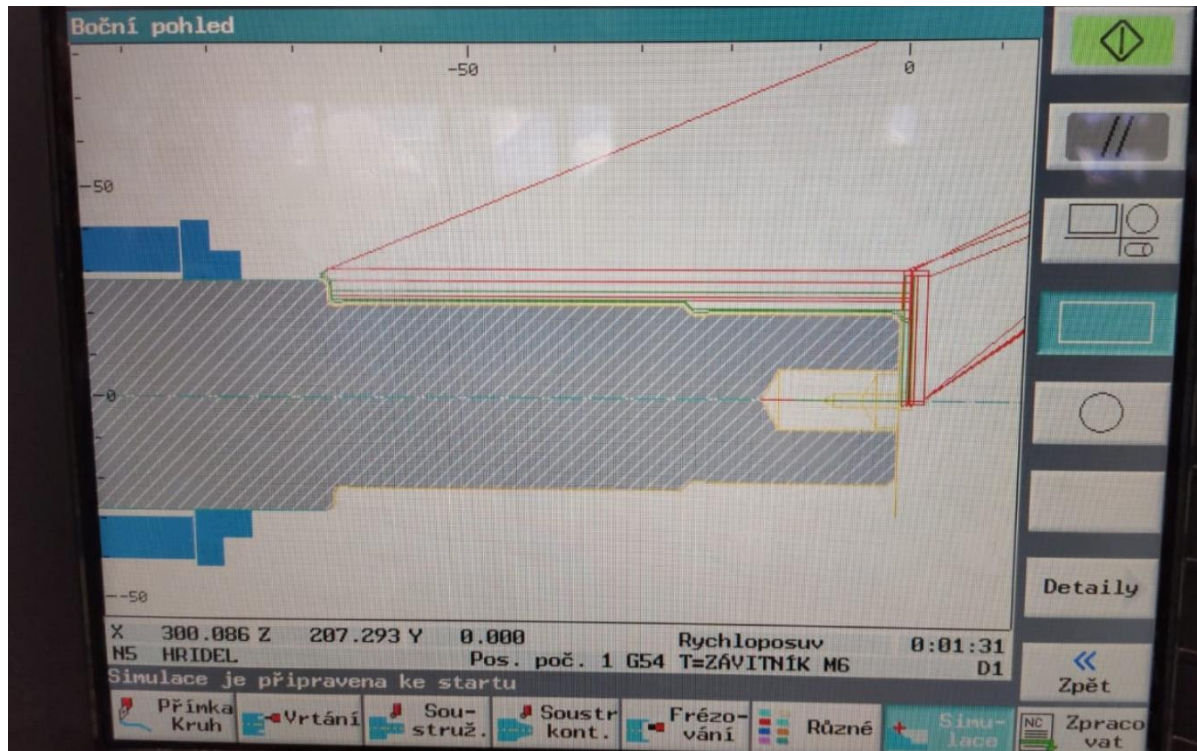 Boční pohled
-50
0
-50
0
-50
X 300.086 Z 207.293 Y 0.000 Rychloposuv 0:01:31
N5 HRIDEL Pos. poč. 1 G54 T=ZÁVITNÍK M6 D1
Simulace je připravena ke startu
Detaily
«
Zpět
Přímka
Kruh
Vrtání
Sou-
struž.
Soustr
kont.
Frézo-
vání
Různé
Simu-
lace
NC
Zpraco
vat